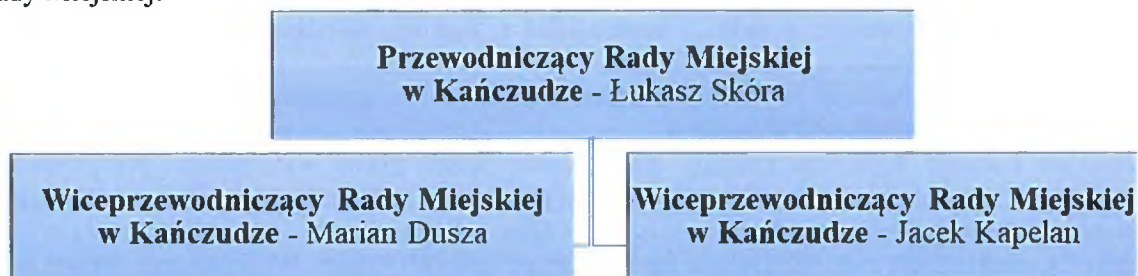 Przewodniczący Rady Miejskiej
w Kańczudze - Łukasz Skóra
Wiceprzewodniczący Rady Miejskiej
w Kańczudze - Marian Dusza
Wiceprzewodniczący Rady Miejskiej
w Kańczudze - Jacek Kapelan